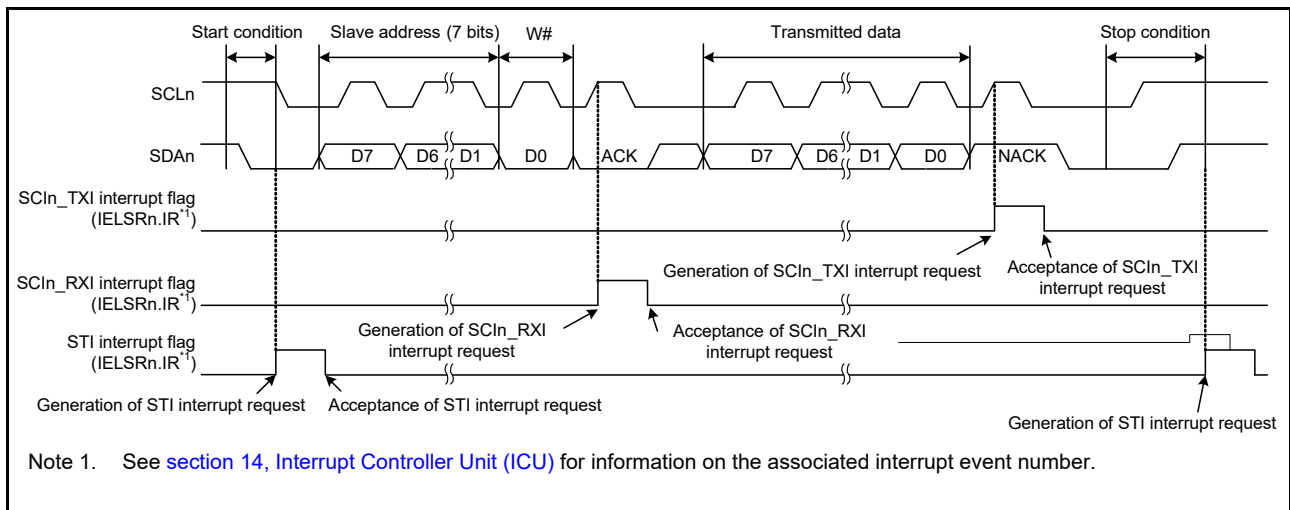 Start condition Slave address (7 bits) W# Transmitted data Stop condition
SCLn
SDAn D7 D6 D1 D0 ACK D7 D6 D1 D0 NACK
SCIn_TXI interrupt flag
(IELSRn.IR*1)
Generation of SCIn_TXI interrupt request
Acceptance of SCIn_TXI
interrupt request
SCIn_RXI interrupt flag
(IELSRn.IR*1)
Generation of SCIn_RXI
interrupt request
Acceptance of SCIn_RXI
interrupt request
STI interrupt flag
(IELSRn.IR*1)
Generation of STI interrupt request
Acceptance of STI interrupt request
Generation of STI interrupt request
Note 1. See section 14, Interrupt Controller Unit (ICU) for information on the associated interrupt event number.